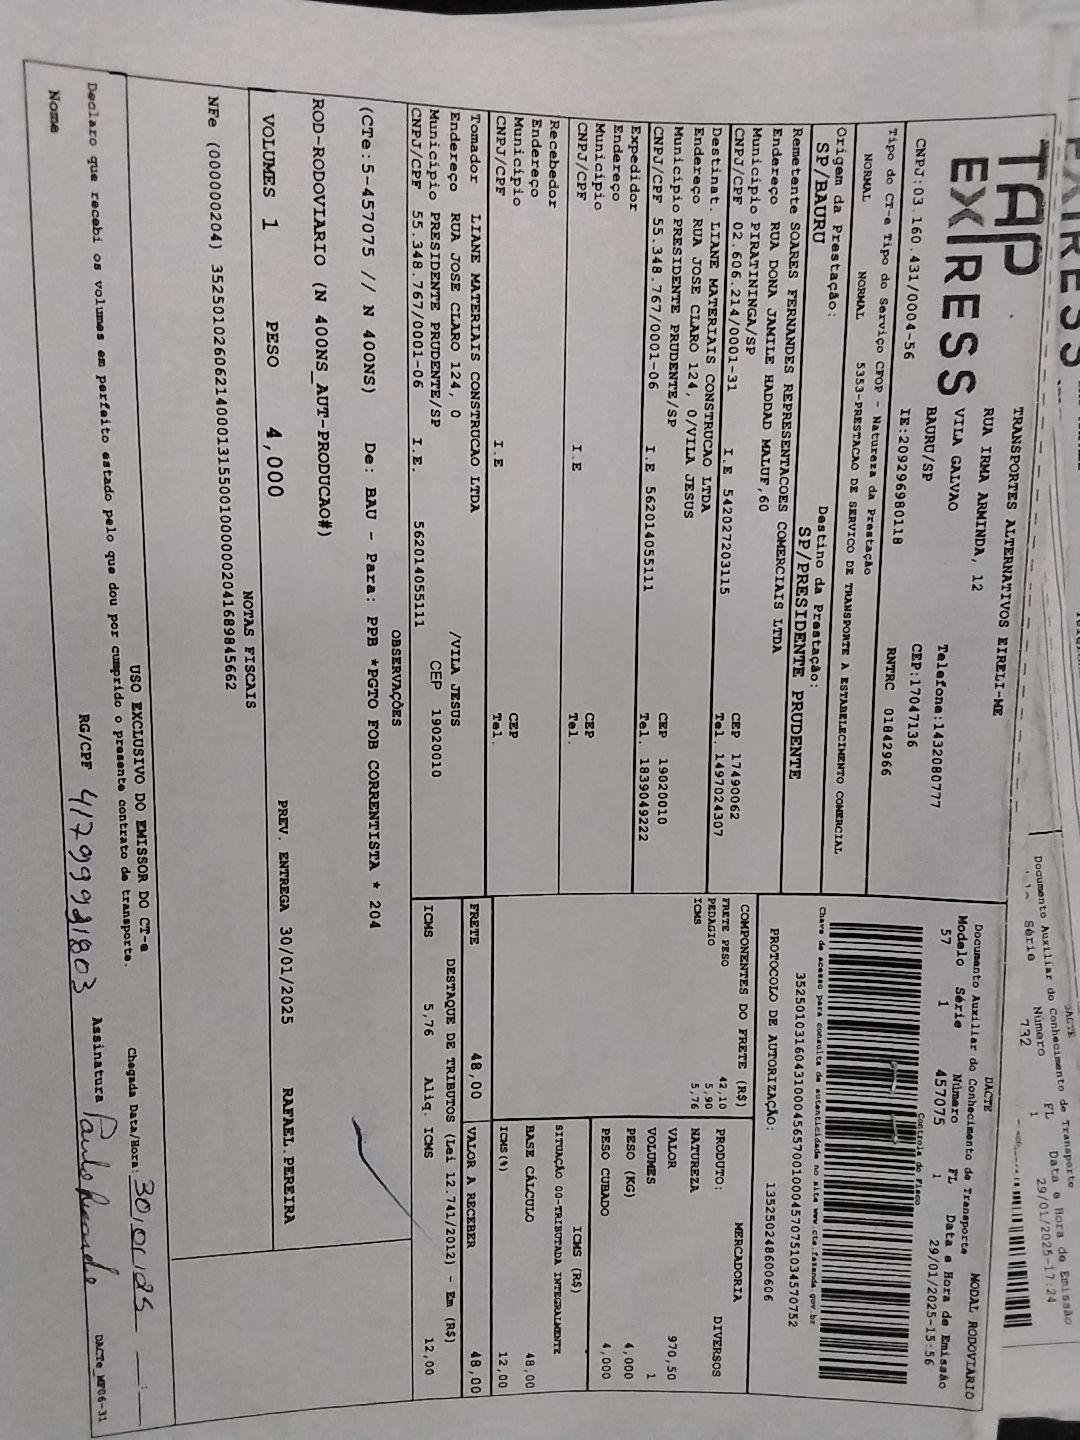 TAP
EXPRESS
TRANSPORTES ALTERNATIVOS EIRELI-ME
RUA IRMA ARMINDA, 12
VILA GALVAO
BAURU/SP
Telefone:1432080777
CEP:17047136
CNPJ:03.160.431/0004-56 IE:209296980118 RNTRC 01842966
Tipo do CT-e Tipo do Serviço CFOP - Natureza da Prestação
NORMAL NORMAL 5353-PRESTACAO DE SERVICO DE TRANSPORTE A ESTABELECIMENTO COMERCIAL
Origem da Prestação: Destino da Prestação:
SP/BAURU SP/PRESIDENTE PRUDENTE
Remetente SOARES FERNANDES REPRESENTACOES COMERCIAIS LTDA
Endereço RUA DONA JAMILE HADDAD MALUF,60
Município PIRATININGA/SP CEP 17490062
CNPJ/CPF 02.606.214/0001-31 I.E 542027203115 Tel. 1497024307
Destinat. LIANE MATERIAIS CONSTRUCAO LTDA
Endereço RUA JOSE CLARO 124, 0/VILA JESUS
Município PRESIDENTE PRUDENTE/SP CEP 19020010
CNPJ/CPF 55.348.767/0001-06 I.E 562014055111 Tel. 1839049222
Expedidor
Endereço
Município CEP
CNPJ/CPF I.E Tel.
Recebedor
Endereço
Município CEP
CNPJ/CPF I.E Tel.
Tomador LIANE MATERIAIS CONSTRUCAO LTDA
Endereço RUA JOSE CLARO 124, 0 /VILA JESUS
Município PRESIDENTE PRUDENTE/SP CEP 19020010
CNPJ/CPF 55.348.767/0001-06 I.E. 562014055111
DACTE MODAL RODOVIÁRIO
Documento Auxiliar do Conhecimento de Transporte
Modelo Série Número FL Data e Hora de Emissão
57 1 457075 1 29/01/2025-15:56
Controle do Fisco
Chave de acesso para consulta de autenticidade no site www.cte.fazenda.gov.br
35250103160431000456570010004570751034570752
PROTOCOLO DE AUTORIZAÇÃO: 135250248600606
COMPONENTES DO FRETE (R$)
FRETE PESO 42,10
PEDAGIO 5,90
ICMS 5,76
MERCADORIA
PRODUTO: DIVERSOS
NATUREZA
VALOR 970,50
VOLUMES 1
PESO (KG) 4,000
PESO CUBADO 4,000
ICMS (R$)
SITUAÇÃO 00-TRIBUTADA INTEGRALMENTE
BASE CÁLCULO 48,00
ICMS(%) 12,00
FRETE 48,00 VALOR A RECEBER 48,00
DESTAQUE DE TRIBUTOS (Lei 12.741/2012) - Em (R$)
ICMS 5,76 Aliq. ICMS 12,00
OBSERVAÇÕES
(CTe:5-457075 // N 400NS) De: BAU - Para: PPB *PGTO FOB CORRENTISTA * 204
ROD-RODOVIARIO (N 400NS_AUT-PRODUCAO#)
VOLUMES 1 PESO 4,000 PREV. ENTREGA 30/01/2025 RAFAEL.PEREIRA
NOTAS FISCAIS
NFe (000000204) 35250102606214000131550010000002041689845662
USO EXCLUSIVO DO EMISSOR DO CT-e
Declaro que recebi os volumes em perfeito estado pelo que dou por cumprido o presente contrato de transporte. Chegada Data/Hora: 30/01/25
Nome RG/CPF 41799921803 Assinatura Paulo
DACTe_MP06-31
EXPRESS
DACTE
Documento Auxiliar do Conhecimento de Transporte
Série Número FL Data e Hora de Emissão
732 1 29/01/2025-17:24